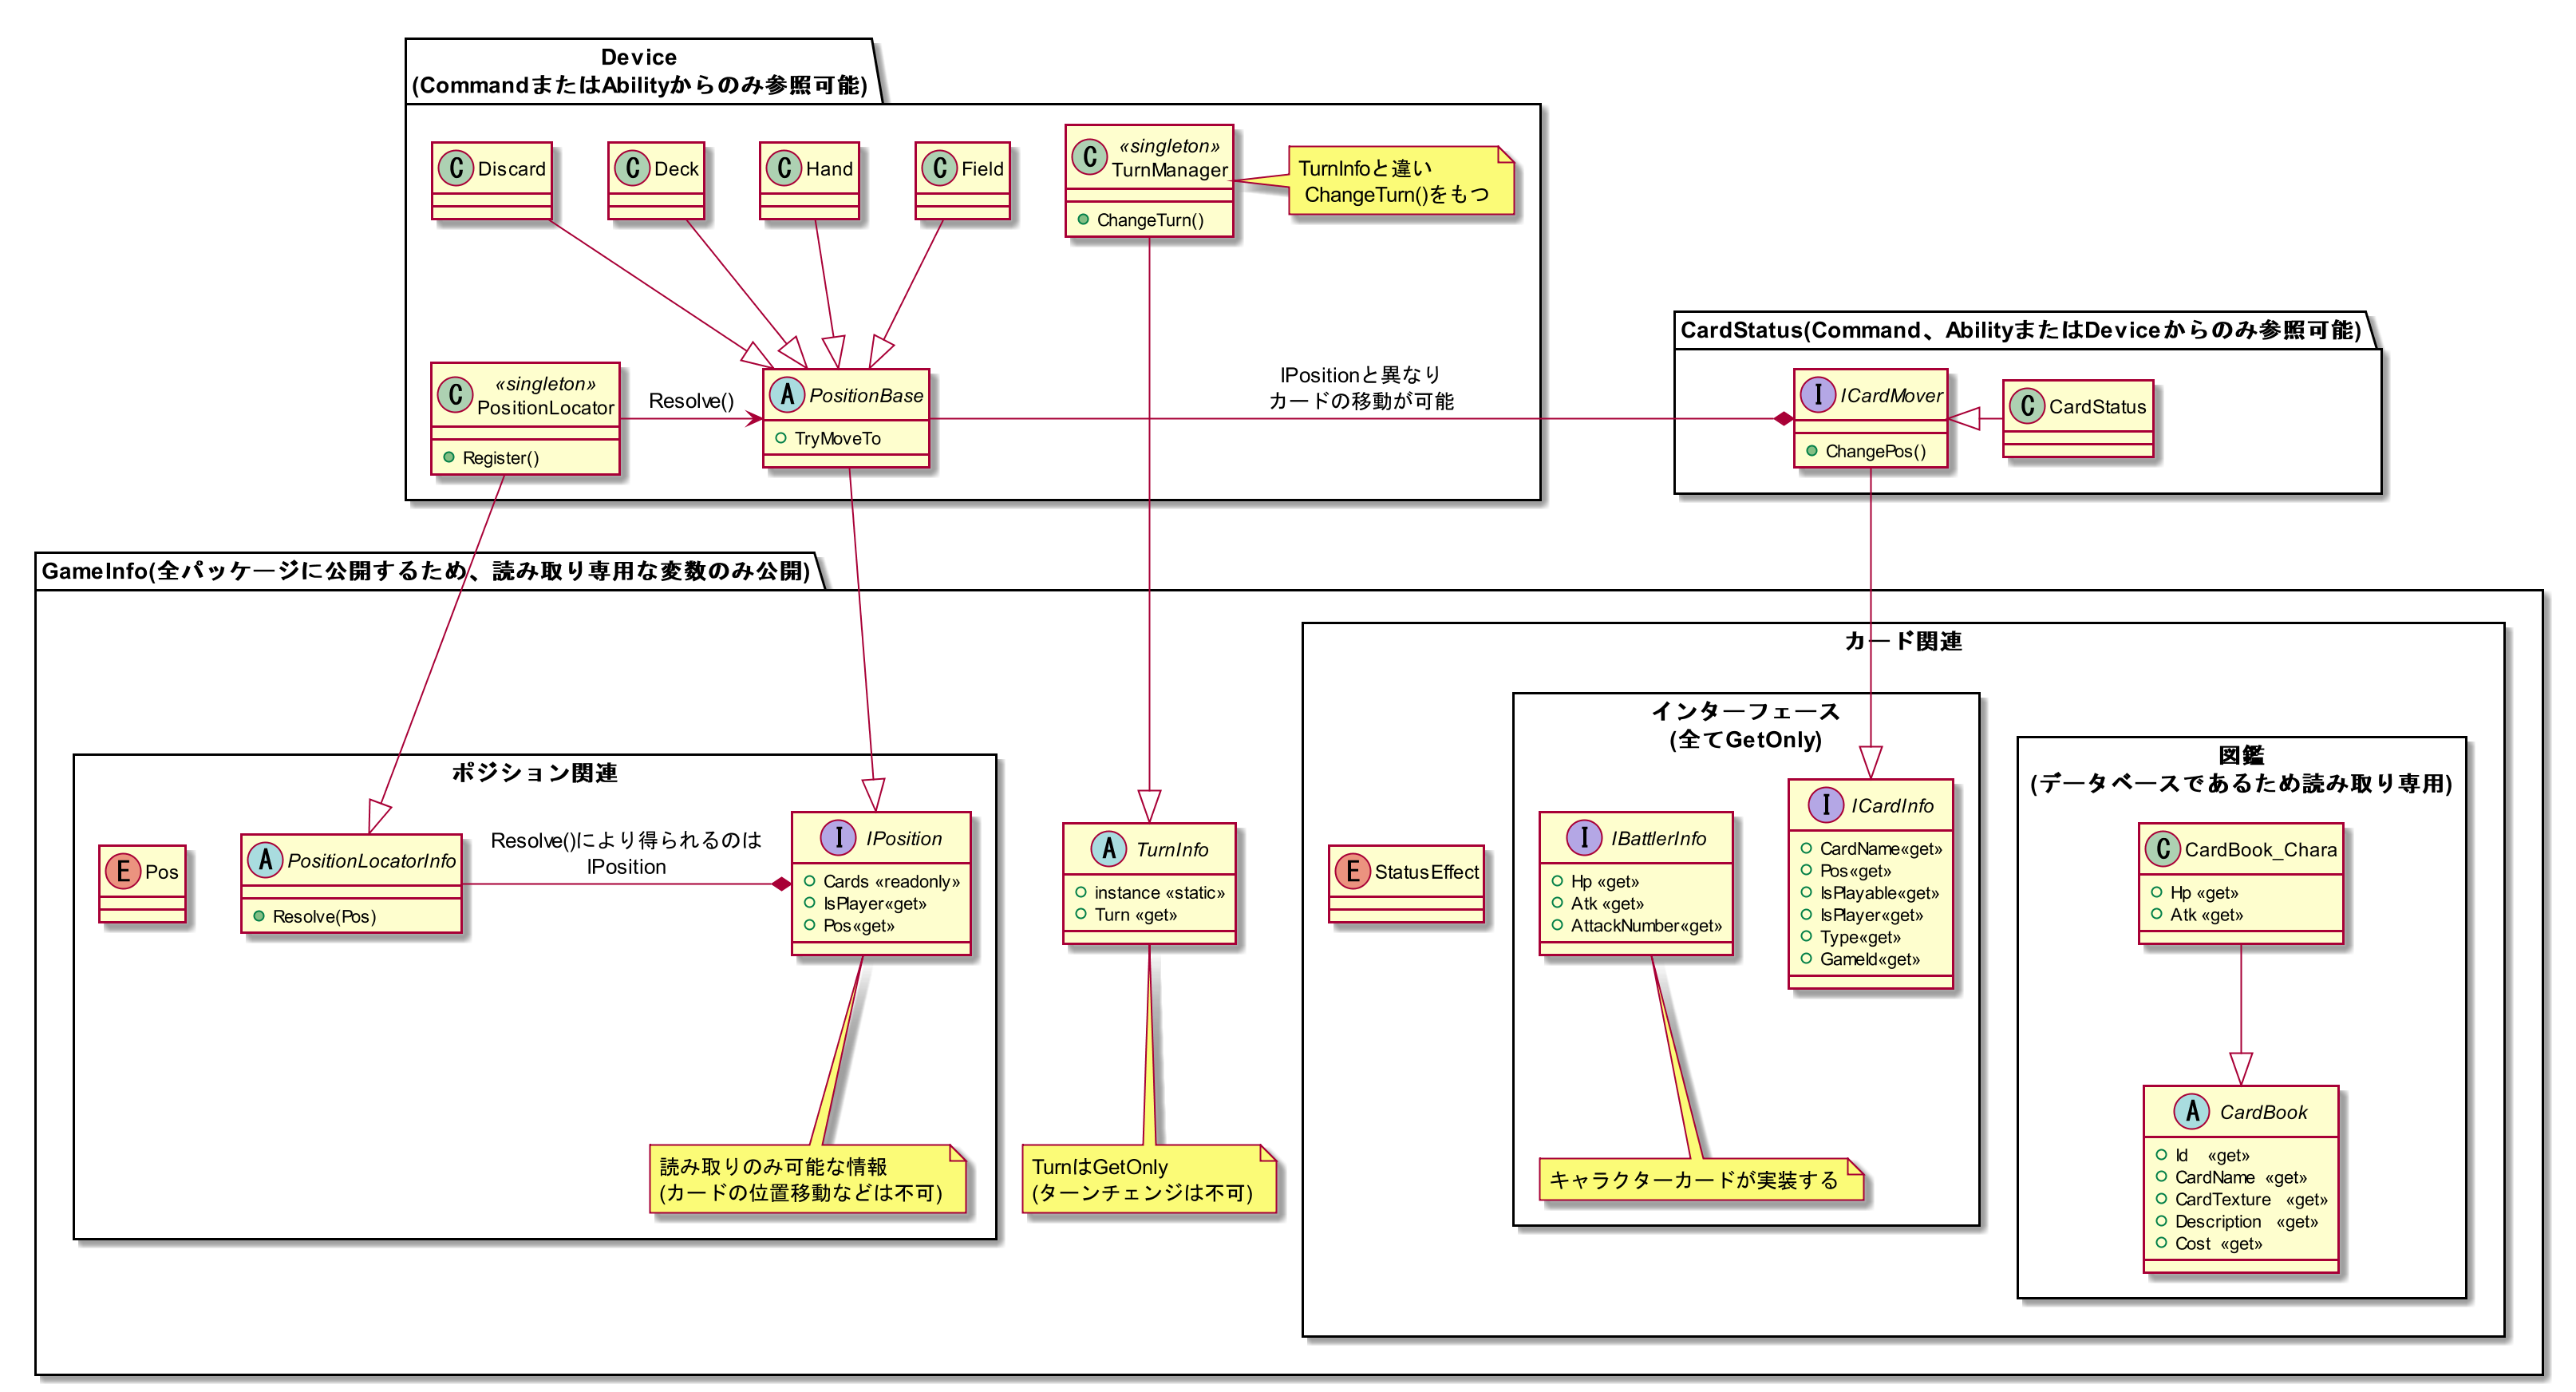 Device
(CommandまたはAbilityからのみ参照可能)
C Discard
C Deck
C Hand
C Field
C «singleton»
TurnManager
ChangeTurn()
TurnInfoと違い
ChangeTurn()をもつ
C «singleton»
PositionLocator
Register()
Resolve()
A PositionBase
TryMoveTo
IPositionと異なり
カードの移動が可能
CardStatus(Command、AbilityまたはDeviceからのみ参照可能)
I ICardMover
ChangePos()
C CardStatus
GameInfo(全パッケージに公開するため、読み取り専用な変数のみ公開)
ポジション関連
E Pos
A PositionLocatorInfo
Resolve(Pos)
Resolve()により得られるのは
IPosition
I IPosition
Cards «readonly»
IsPlayer«get»
Pos«get»
読み取りのみ可能な情報
(カードの位置移動などは不可)
A TurnInfo
instance «static»
Turn «get»
TurnはGetOnly
(ターンチェンジは不可)
カード関連
E StatusEffect
インターフェース
(全てGetOnly)
I IBattlerInfo
Hp «get»
Atk «get»
AttackNumber«get»
キャラクターカードが実装する
I ICardInfo
CardName«get»
Pos«get»
IsPlayable«get»
IsPlayer«get»
Type«get»
GameId«get»
図鑑
(データベースであるため読み取り専用)
C CardBook_Chara
Hp «get»
Atk «get»
A CardBook
Id «get»
CardName «get»
CardTexture «get»
Description «get»
Cost «get»